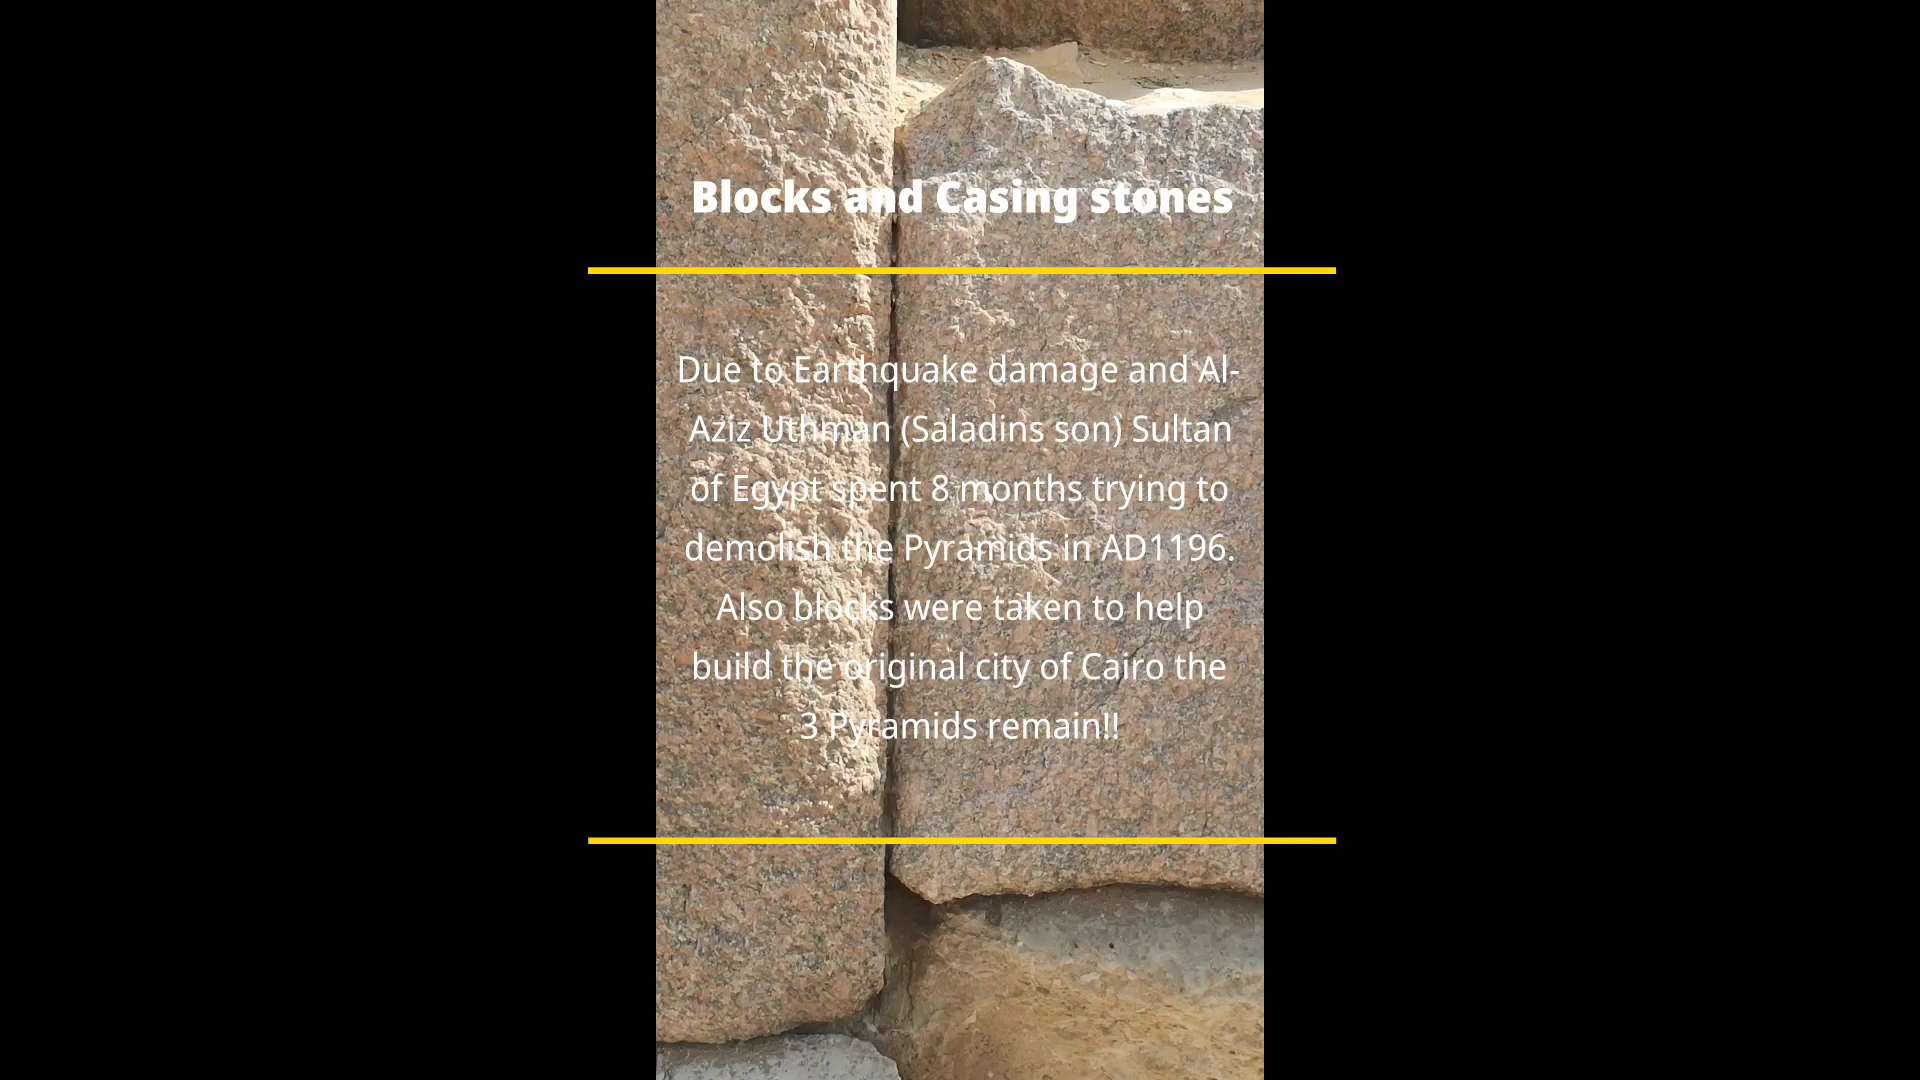 Blocks and Casing stones
Due to Earthquake damage and Al-
Aziz Uthman (Saladins son) Sultan
of Egypt spent 8 months trying to
demolish the Pyramids in AD1196.
Also blocks were taken to help
build the original city of Cairo the
3 Pyramids remain!!